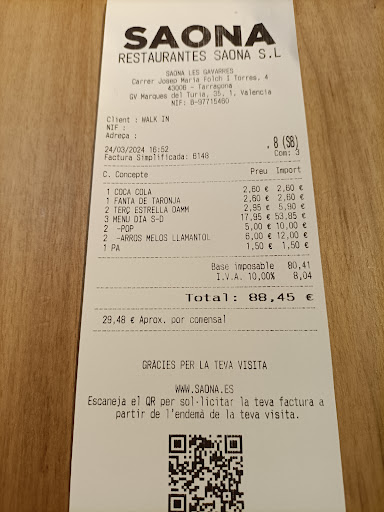 SAONA
RESTAURANTES SAONA S.L
SAONA LES GAVARRES
Carrer Josep Maria Folch I Torres, 4
43006 - Tarragona
GV Marques del Turia, 35, 1, Valencia
NIF: B-97715460
Client : WALK IN
NIF :
Adreça :
24/03/2024 16:52 .8 (SB)
Factura Simplificada: 6148 Com: 3
C. Concepte Preu Import
1 COCA COLA 2,60 € 2,60 €
1 FANTA DE TARONJA 2,60 € 2,60 €
2 TERÇ ESTRELLA DAMM 2,95 € 5,90 €
3 MENU DIA S-D 17,95 € 53,85 €
2 -POP 5,00 € 10,00 €
2 -ARROS MELOS LLAMANTOL 6,00 € 12,00 €
1 PA 1,50 € 1,50 €
Base imposable 80,41
I.V.A. 10,00% 8,04
Total: 88,45 €
29,48 € Aprox. por comensal
GRÀCIES PER LA TEVA VISITA
WWW.SAONA.ES
Escaneja el QR per sol·licitar la teva factura a
partir de l'endemà de la teva visita.